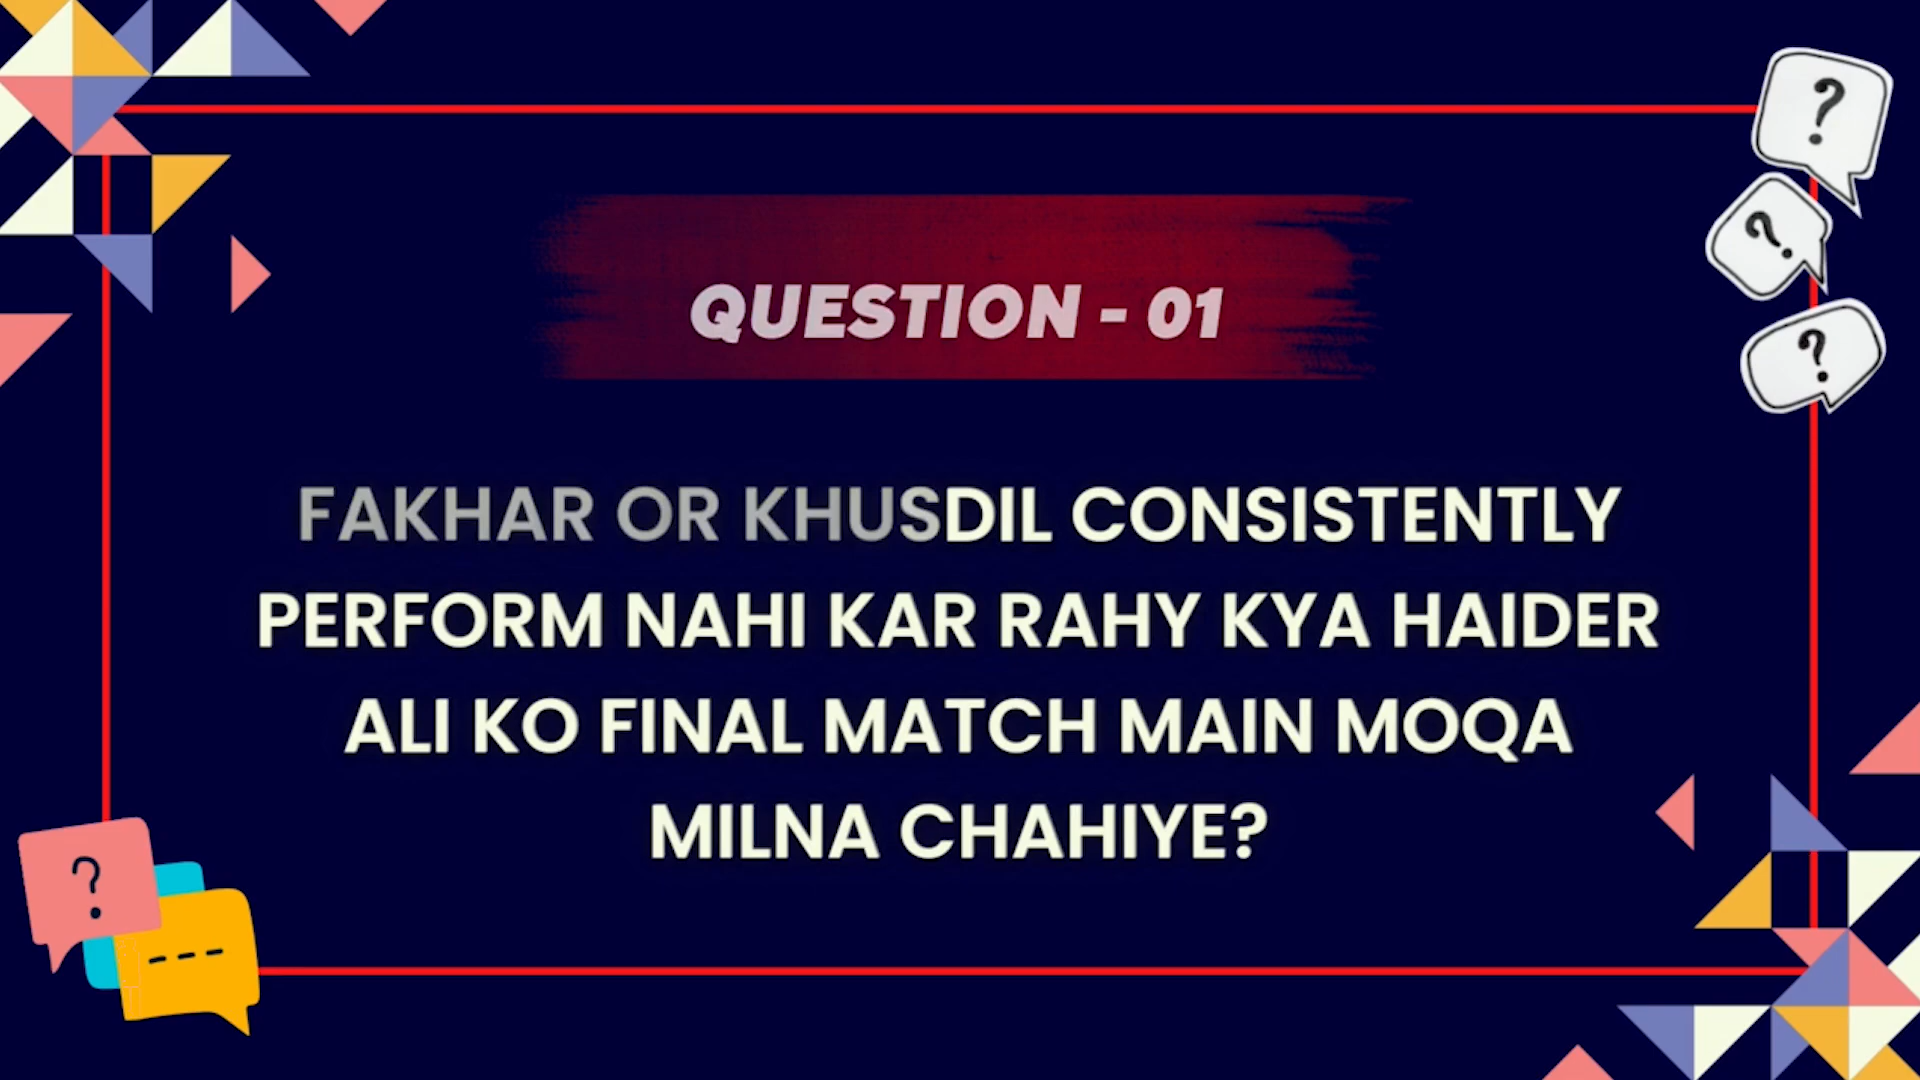 QUESTION - 01
FAKHAR OR KHUSDIL CONSISTENTLY
PERFORM NAHI KAR RAHY KYA HAIDER
ALI KO FINAL MATCH MAIN MOQA
MILNA CHAHIYE?
?
?
?
?